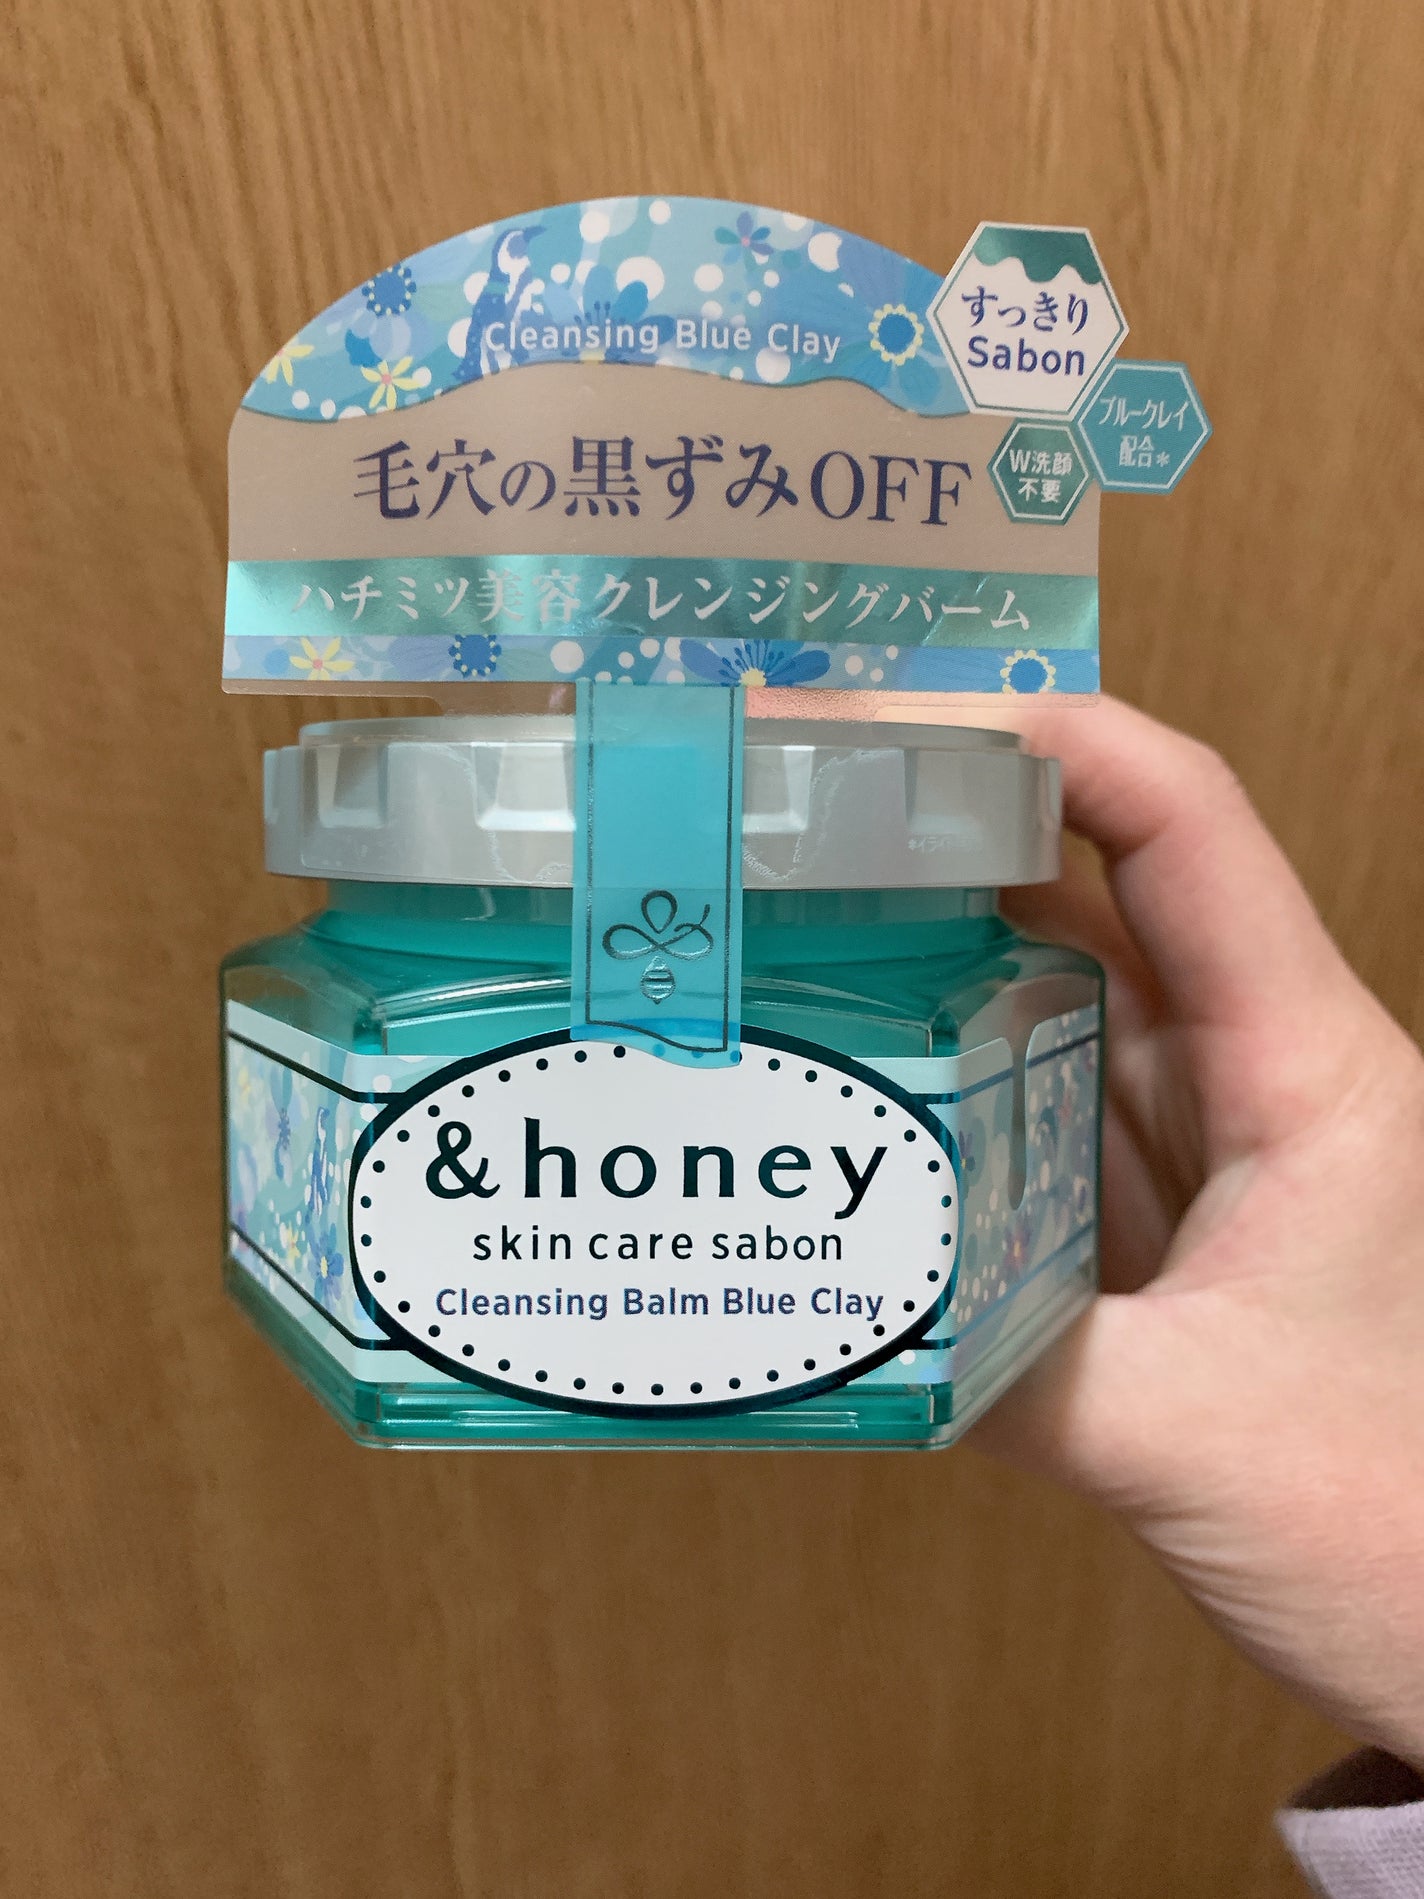 Cleansing Blue Clay
すっきり
Sabon
ブルークレイ
配合*
W洗顔
不要
毛穴の黒ずみOFF
ハチミツ美容クレンジングバーム
&honey
skin care sabon
Cleansing Balm Blue Clay